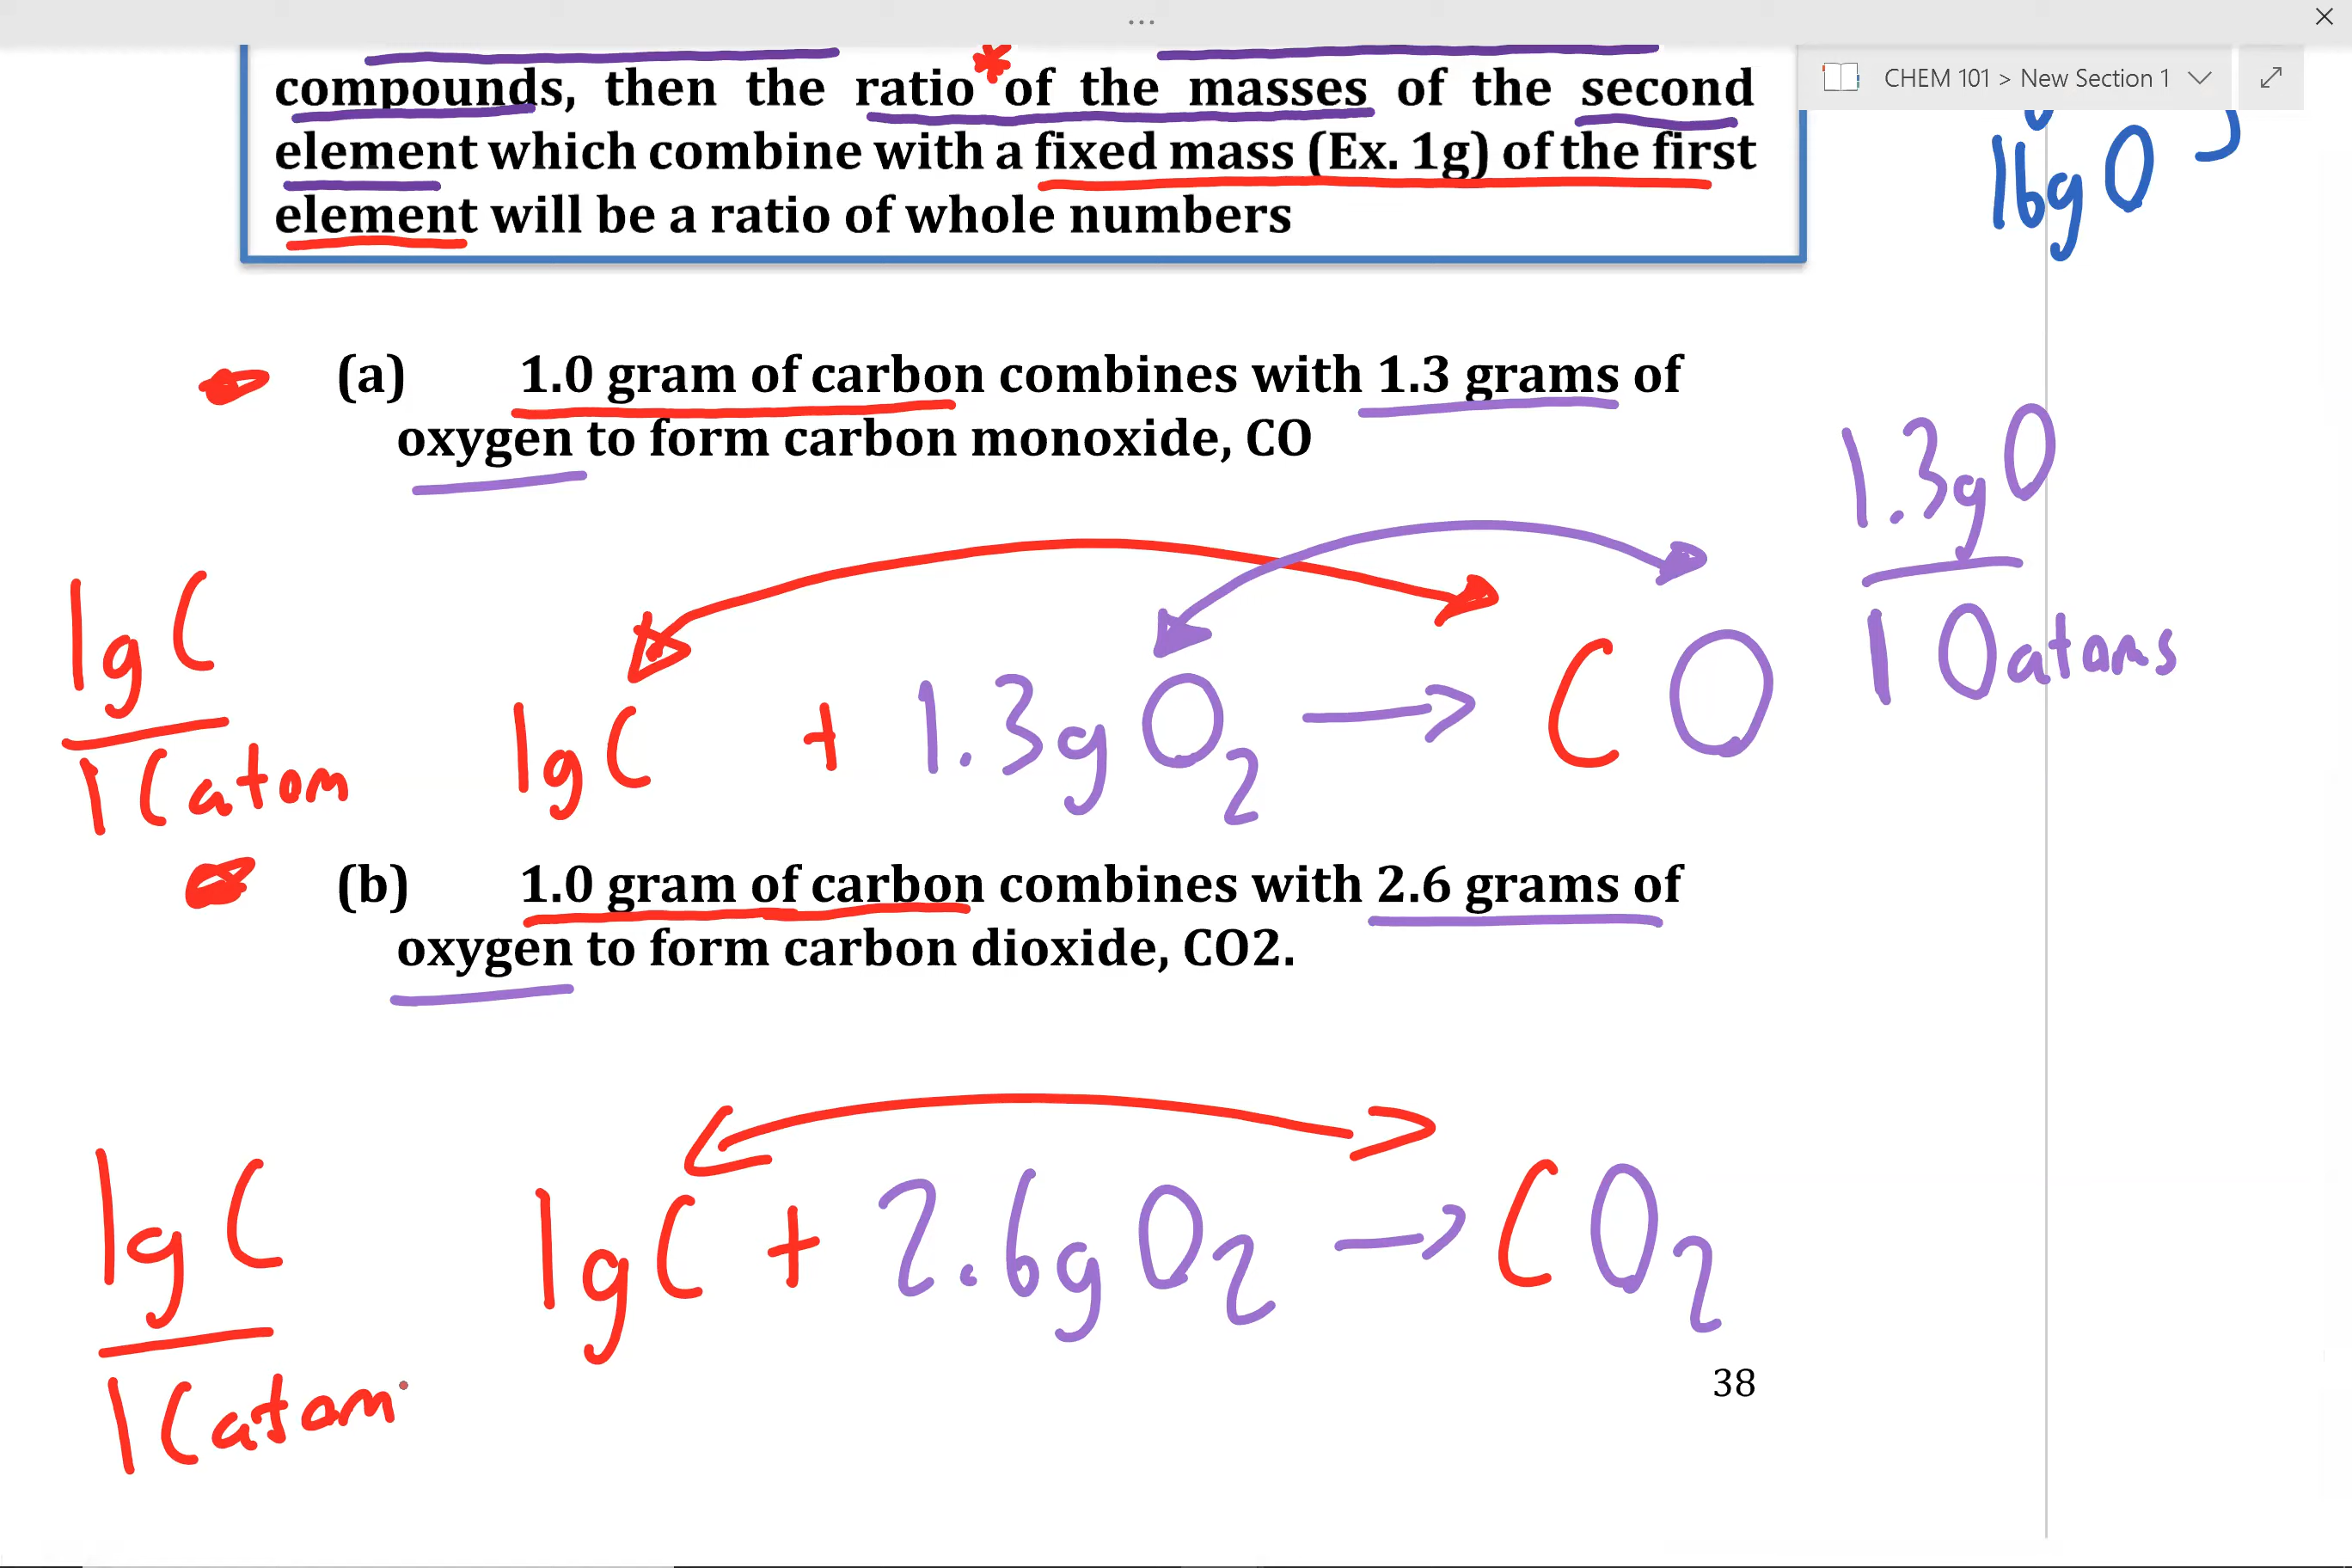 CHEM 101 > New Section 1
compounds, then the ratio * of the masses of the second
element which combine with a fixed mass (Ex. 1g) of the first
element will be a ratio of whole numbers
16g O
(a) 1.0 gram of carbon combines with 1.3 grams of
oxygen to form carbon monoxide, CO
1.3g O
1 O atoms
1g C
1 C atom
1g C + 1.3g O2 → C O
(b) 1.0 gram of carbon combines with 2.6 grams of
oxygen to form carbon dioxide, CO2.
1g C
1 C atom
1g C + 2.6g O2 → C O2
38